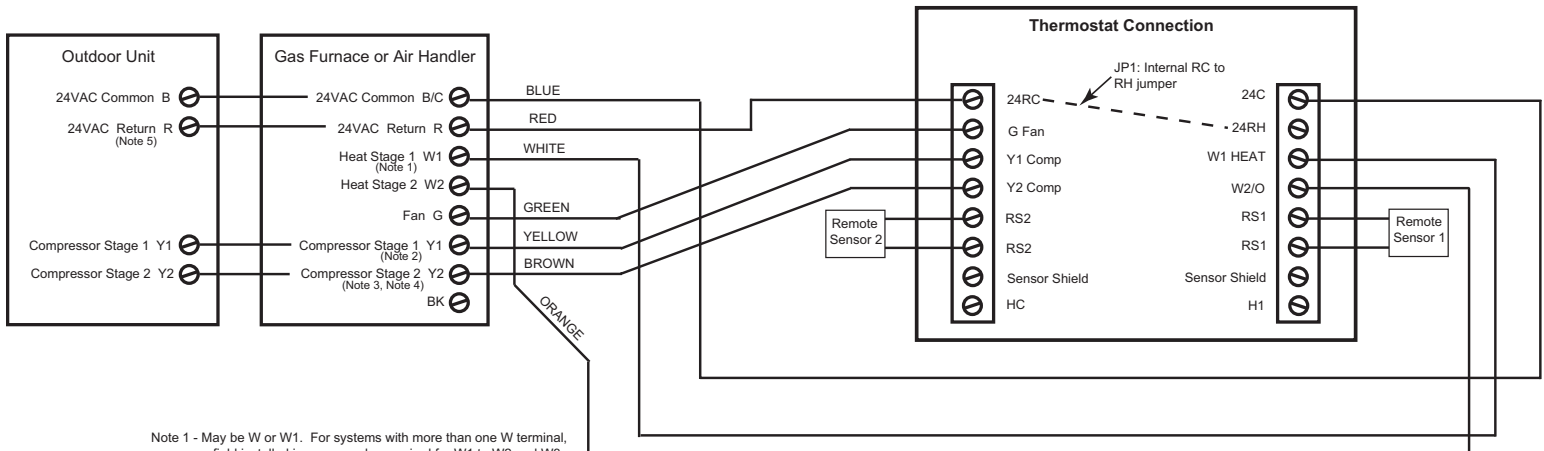 Thermostat Connection
Outdoor Unit
24VAC Common B
24VAC Return R
(Note 5)
Compressor Stage 1 Y1
Compressor Stage 2 Y2
Gas Furnace or Air Handler
24VAC Common B/C
24VAC Return R
Heat Stage 1 W1
(Note 1)
Heat Stage 2 W2
Fan G
Compressor Stage 1 Y1
(Note 2)
Compressor Stage 2 Y2
(Note 3, Note 4)
BK
BLUE
RED
WHITE
GREEN
YELLOW
BROWN
ORANGE
JP1: Internal RC to
RH jumper
24RC
G Fan
Y1 Comp
Y2 Comp
RS2
RS2
Sensor Shield
HC
Remote
Sensor 2
24C
24RH
W1 HEAT
W2/O
RS1
RS1
Sensor Shield
H1
Remote
Sensor 1
Note 1 - May be W or W1. For systems with more than one W terminal,